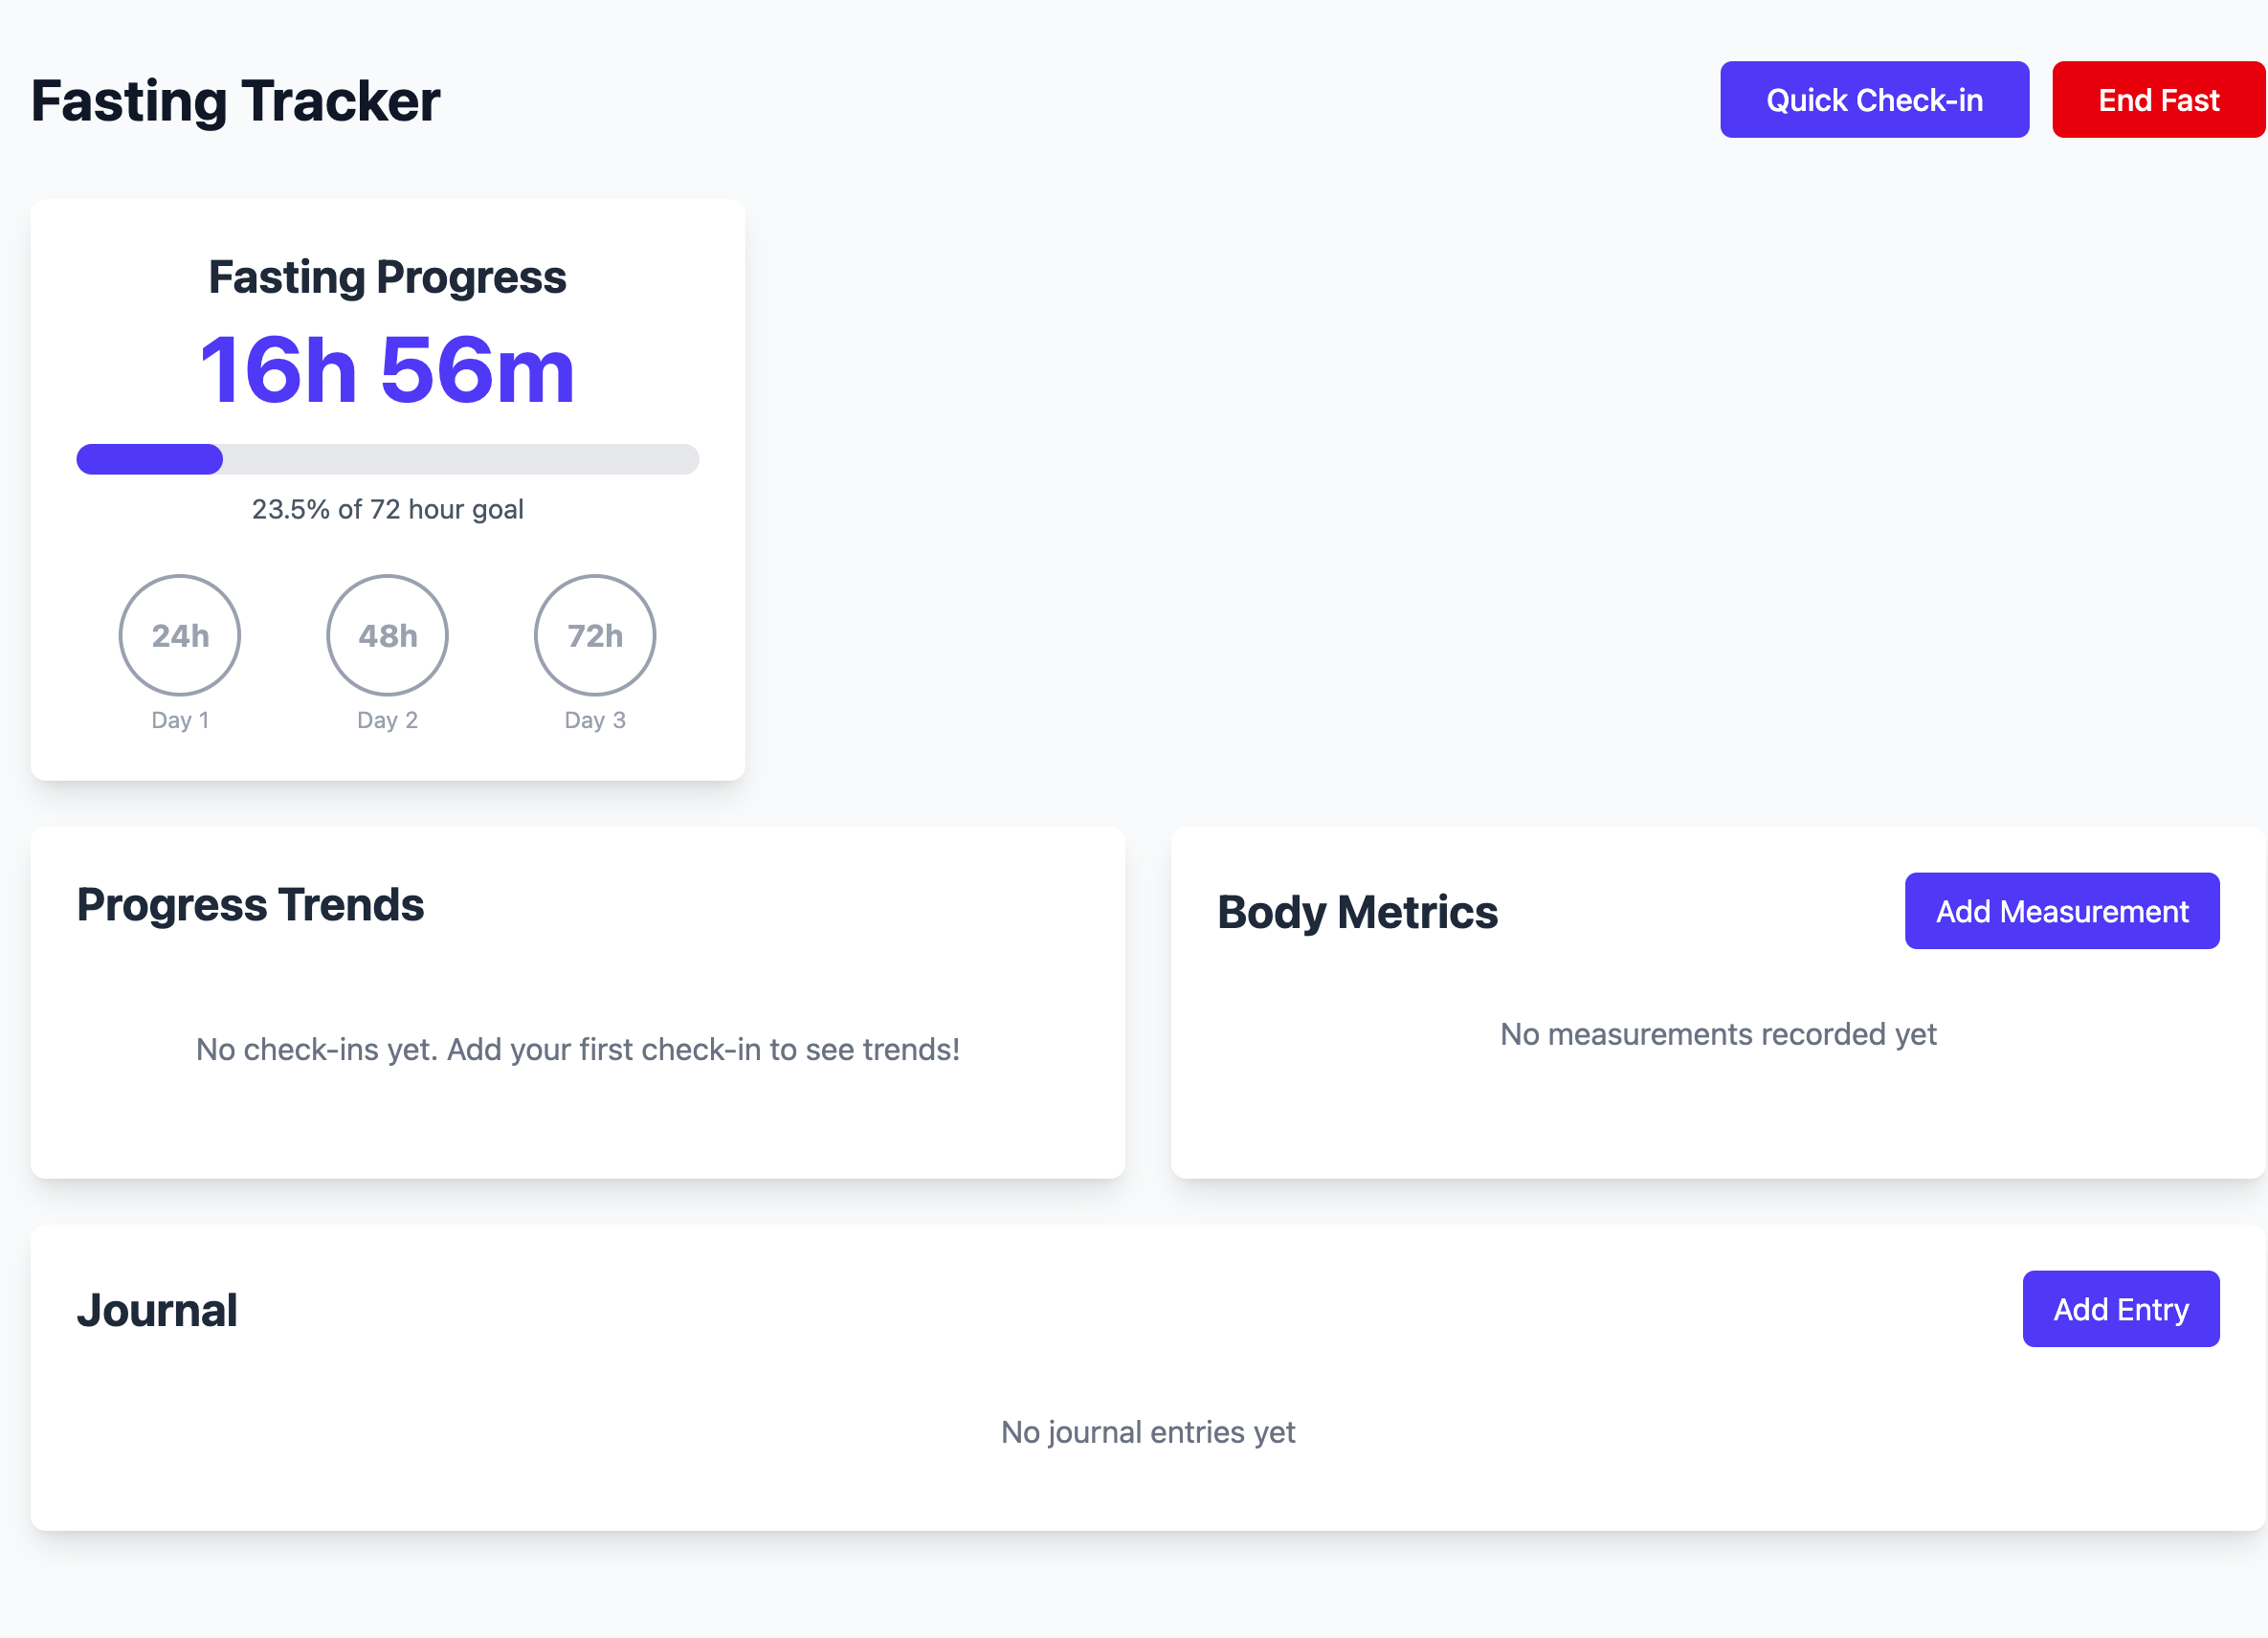 Fasting Tracker
Quick Check-in
End Fast
Fasting Progress
16h 56m
23.5% of 72 hour goal
24h
48h
72h
Day 1
Day 2
Day 3
Progress Trends
No check-ins yet. Add your first check-in to see trends!
Body Metrics
Add Measurement
No measurements recorded yet
Journal
Add Entry
No journal entries yet